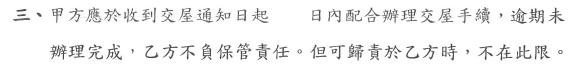 三、甲方應於收到交屋通知日起　　日內配合辦理交屋手續，逾期未
辦理完成，乙方不負保管責任。但可歸責於乙方時，不在此限。